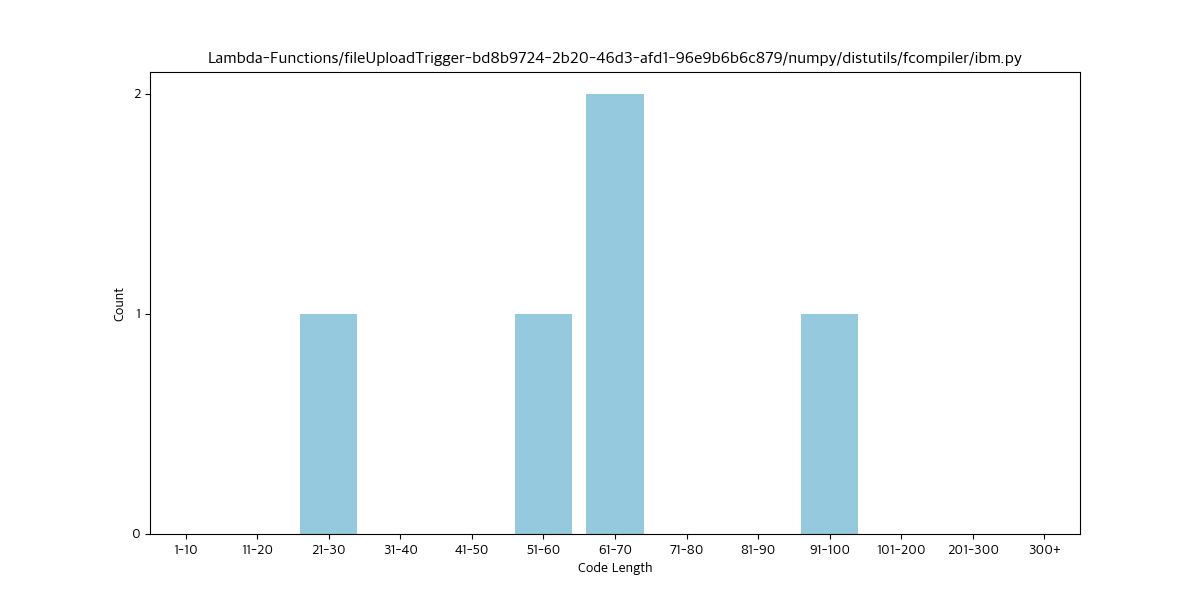 Lambda-Functions/fileUploadTrigger-bd8b9724-2b20-46d3-afd1-96e9b6b6c879/numpy/distutils/fcompiler/ibm.py
2
1
0
Count
1-10 11-20 21-30 31-40 41-50 51-60 61-70 71-80 81-90 91-100 101-200 201-300 300+
Code Length